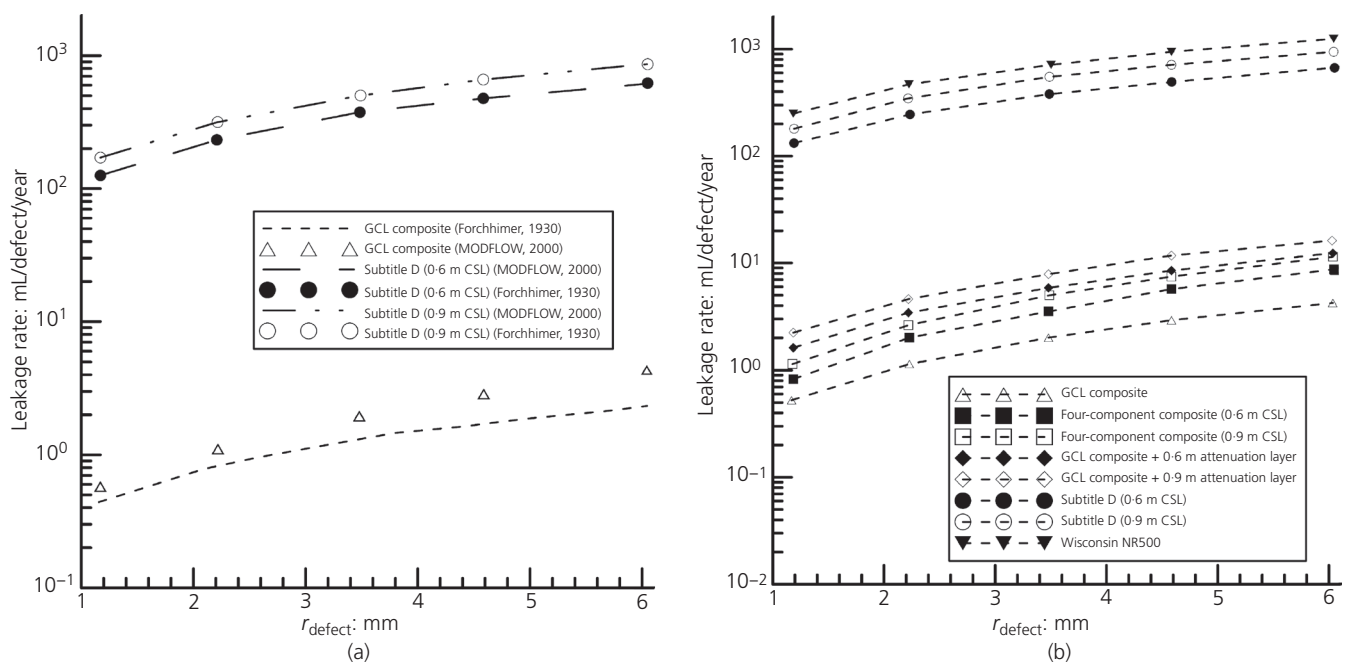 10³
10²
10¹
10⁰
10⁻¹
Leakage rate: mL/defect/year
GCL composite (Forchhimer, 1930)
GCL composite (MODFLOW, 2000)
Subtitle D (0·6 m CSL) (MODFLOW, 2000)
Subtitle D (0·6 m CSL) (Forchhimer, 1930)
Subtitle D (0·9 m CSL) (MODFLOW, 2000)
Subtitle D (0·9 m CSL) (Forchhimer, 1930)
1 2 3 4 5 6
r defect: mm
(a)
10³
10²
10¹
10⁰
10⁻¹
10⁻²
Leakage rate: mL/defect/year
GCL composite
Four-component composite (0·6 m CSL)
Four-component composite (0·9 m CSL)
GCL composite + 0·6 m attenuation layer
GCL composite + 0·9 m attenuation layer
Subtitle D (0·6 m CSL)
Subtitle D (0·9 m CSL)
Wisconsin NR500
1 2 3 4 5 6
r defect: mm
(b)